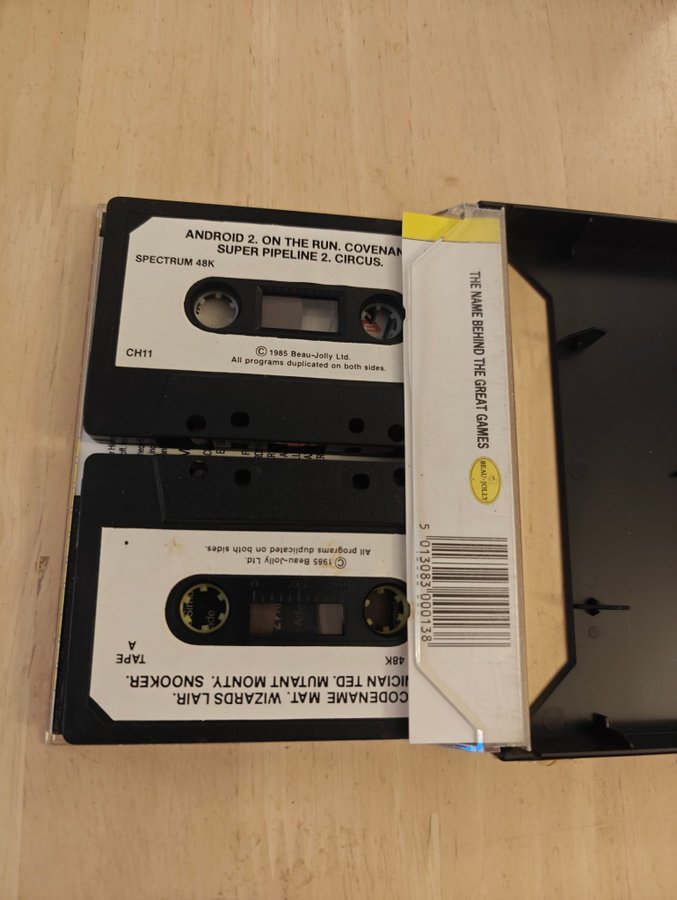 ANDROID 2. ON THE RUN. COVENAN
SUPER PIPELINE 2. CIRCUS.
SPECTRUM 48K
CH11
© 1985 Beau-Jolly Ltd.
All programs duplicated on both sides.
THE NAME BEHIND THE GREAT GAMES
BEAU-JOLLY
5 013083 000138
CODENAME MAT. WIZARDS LAIR.
NICIAN TED. MUTANT MONTY. SNOOKER.
48K
TAPE
A
© 1985 Beau-Jolly Ltd.
All programs duplicated on both sides.